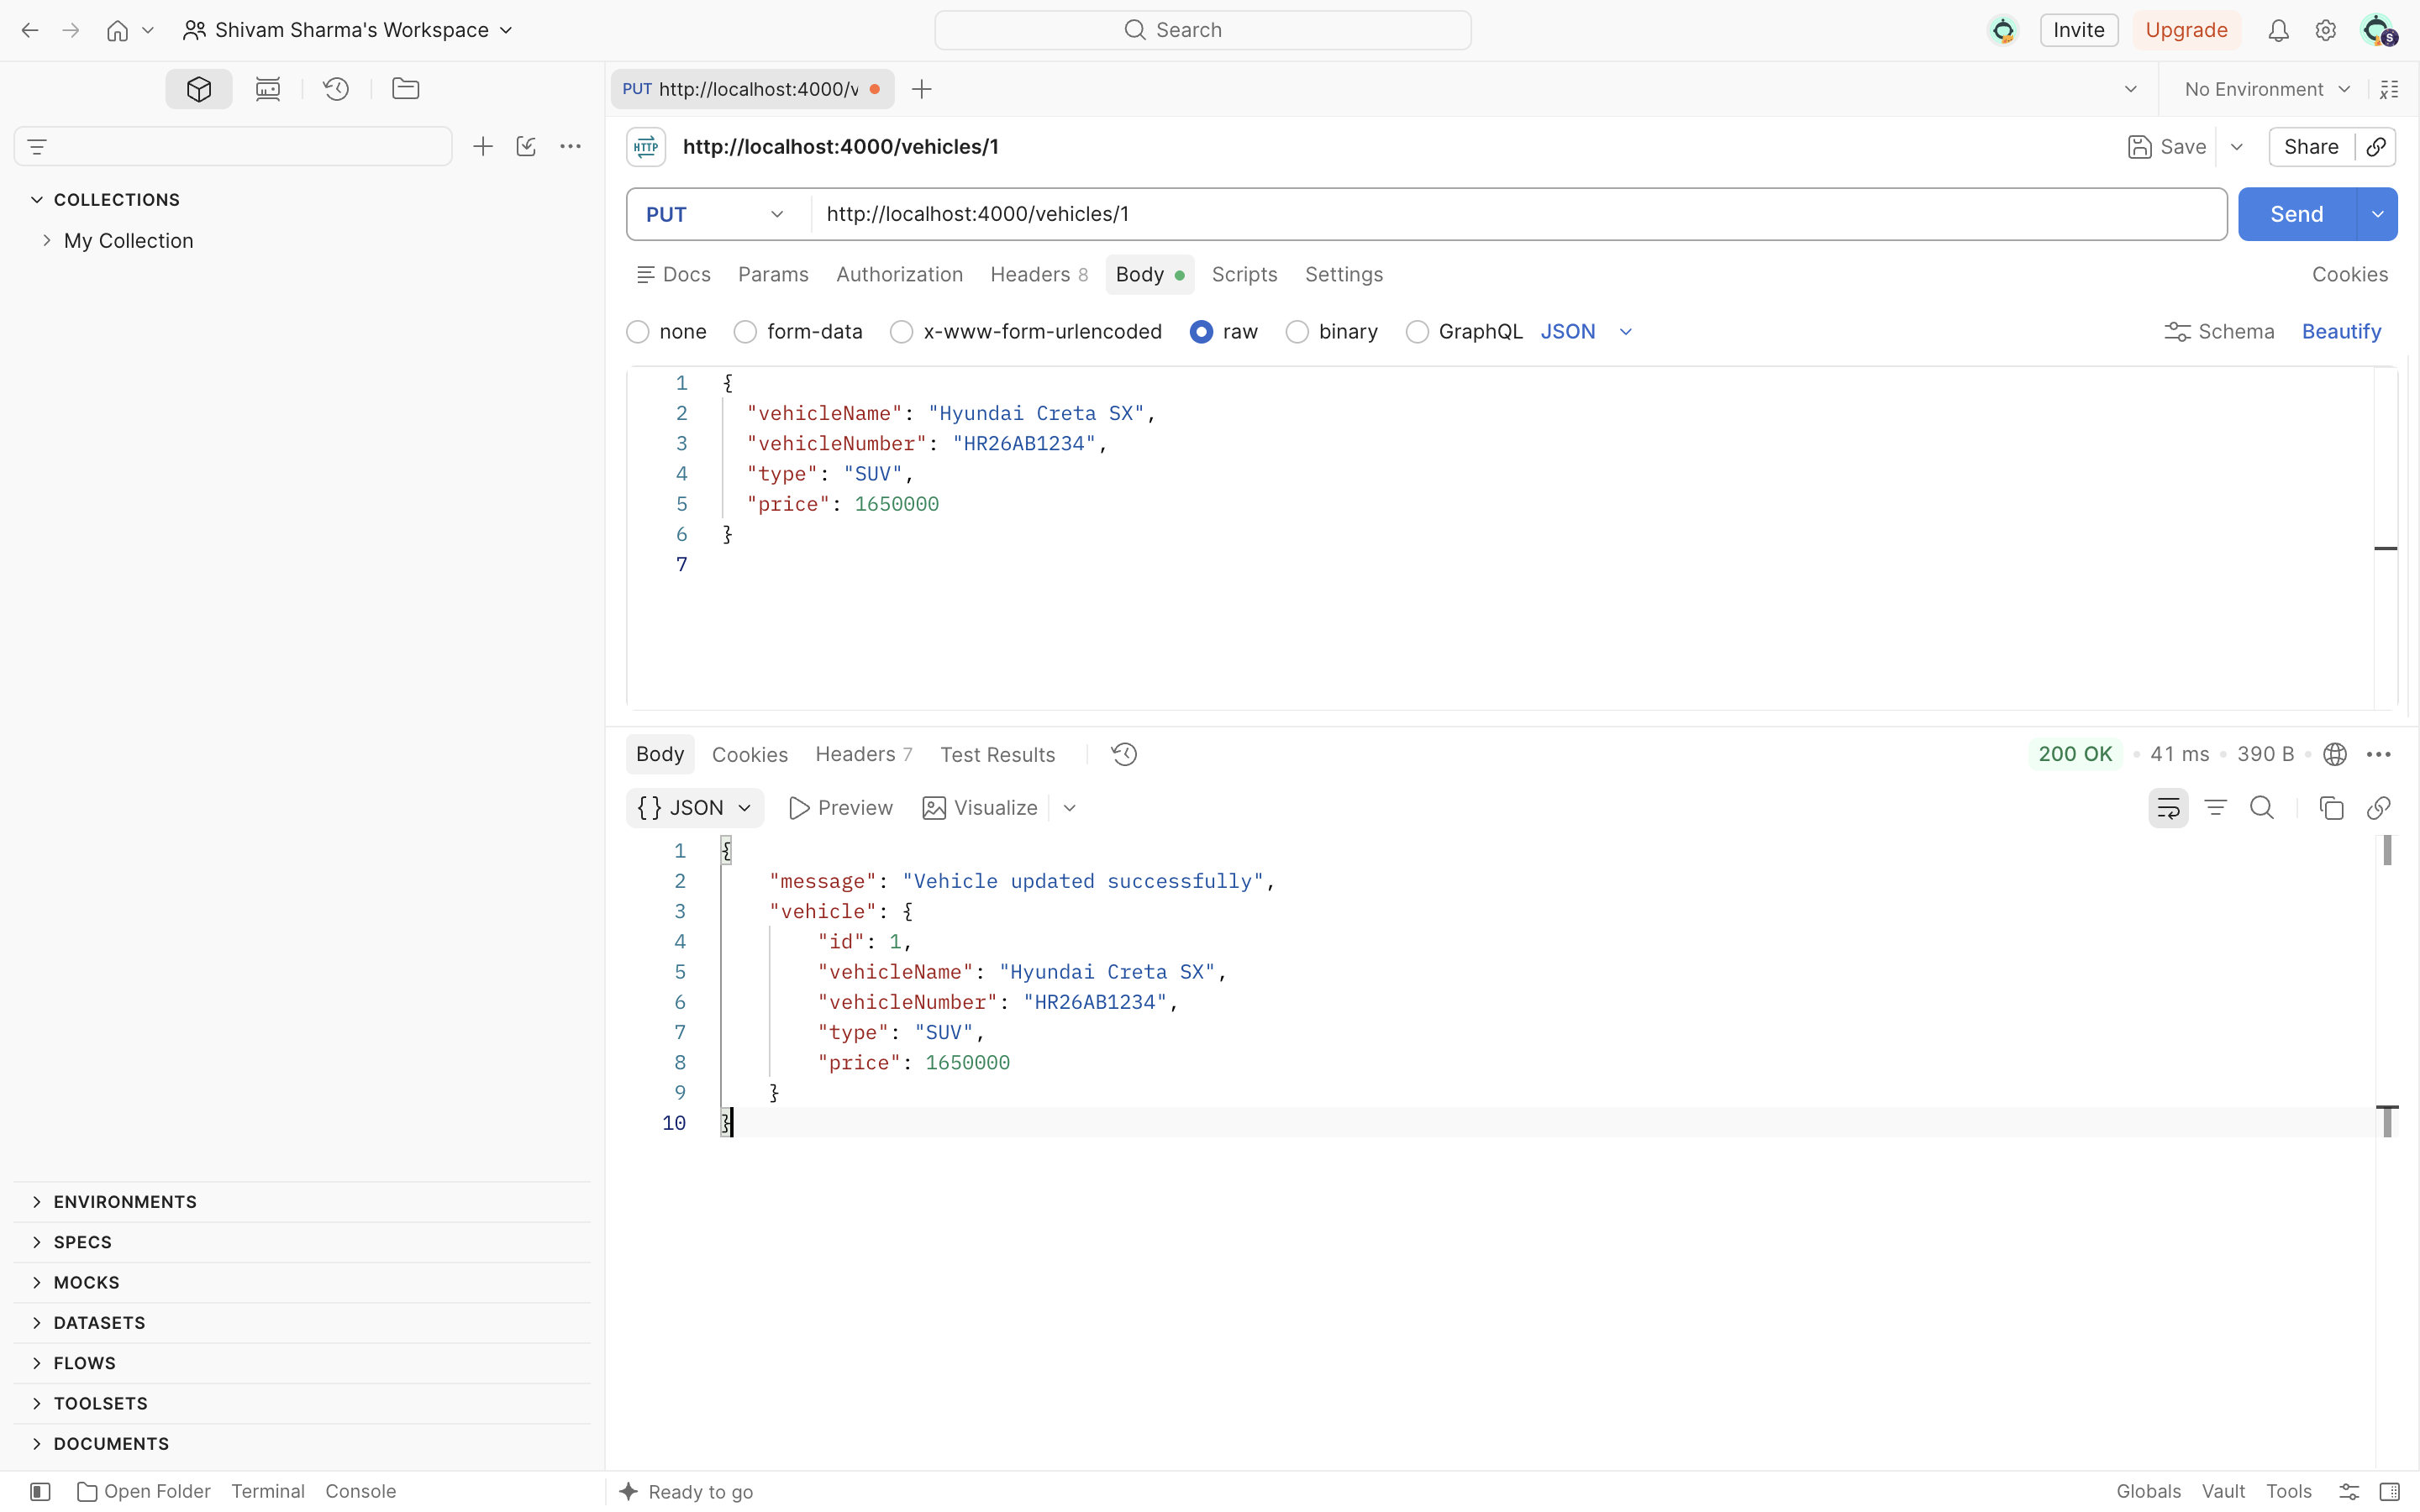 Shivam Sharma's Workspace
Search
Invite
Upgrade
S
PUT http://localhost:4000/v
No Environment
HTTP
http://localhost:4000/vehicles/1
Save
Share
COLLECTIONS
My Collection
PUT
http://localhost:4000/vehicles/1
Send
Docs
Params
Authorization
Headers 8
Body
Scripts
Settings
Cookies
none
form-data
x-www-form-urlencoded
raw
binary
GraphQL
JSON
Schema
Beautify
1 {
2 "vehicleName": "Hyundai Creta SX",
3 "vehicleNumber": "HR26AB1234",
4 "type": "SUV",
5 "price": 1650000
6 }
7
Body
Cookies
Headers 7
Test Results
200 OK • 41 ms • 390 B •
{} JSON
Preview
Visualize
1 {
2 "message": "Vehicle updated successfully",
3 "vehicle": {
4 "id": 1,
5 "vehicleName": "Hyundai Creta SX",
6 "vehicleNumber": "HR26AB1234",
7 "type": "SUV",
8 "price": 1650000
9 }
10 }
ENVIRONMENTS
SPECS
MOCKS
DATASETS
FLOWS
TOOLSETS
DOCUMENTS
Open Folder
Terminal
Console
Ready to go
Globals
Vault
Tools